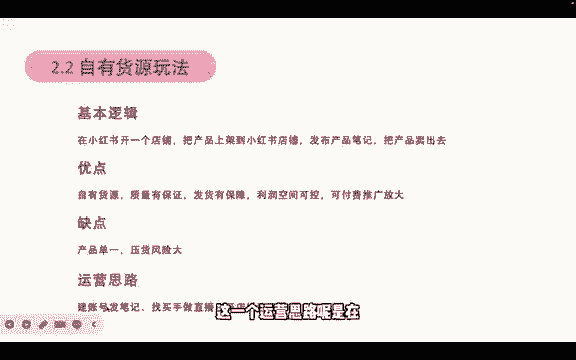 2.2 自有货源玩法
基本逻辑
在小红书开一个店铺，把产品上架到小红书店铺，发布产品笔记，把产品卖出去
优点
自有货源，质量有保证，发货有保障，利润空间可控，可付费推广放大
缺点
产品单一，压货风险大
运营思路
建账号发笔记、找买手做直播
这一个运营思路呢是在